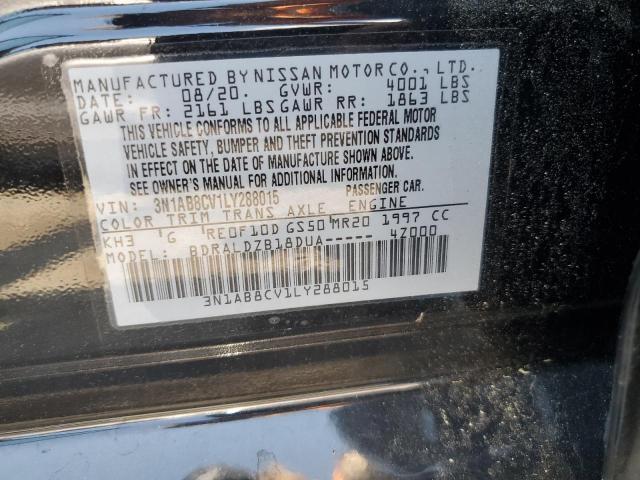 MANUFACTURED BY NISSAN MOTOR CO., LTD.
DATE: 08/20. GVWR: 4001 LBS
GAWR FR: 2161 LBS GAWR RR: 1863 LBS
THIS VEHICLE CONFORMS TO ALL APPLICABLE FEDERAL MOTOR
VEHICLE SAFETY, BUMPER AND THEFT PREVENTION STANDARDS
IN EFFECT ON THE DATE OF MANUFACTURE SHOWN ABOVE.
SEE OWNER'S MANUAL FOR ADDITIONAL INFORMATION.
VIN: 3N1AB8CV1LY288015 PASSENGER CAR.
COLOR TRIM TRANS AXLE ENGINE
KH3 G RE0F10D GS50 MR20 1997 CC
MODEL: BDRALDZB18DUA- 4Z000
3N1AB8CV1LY288015